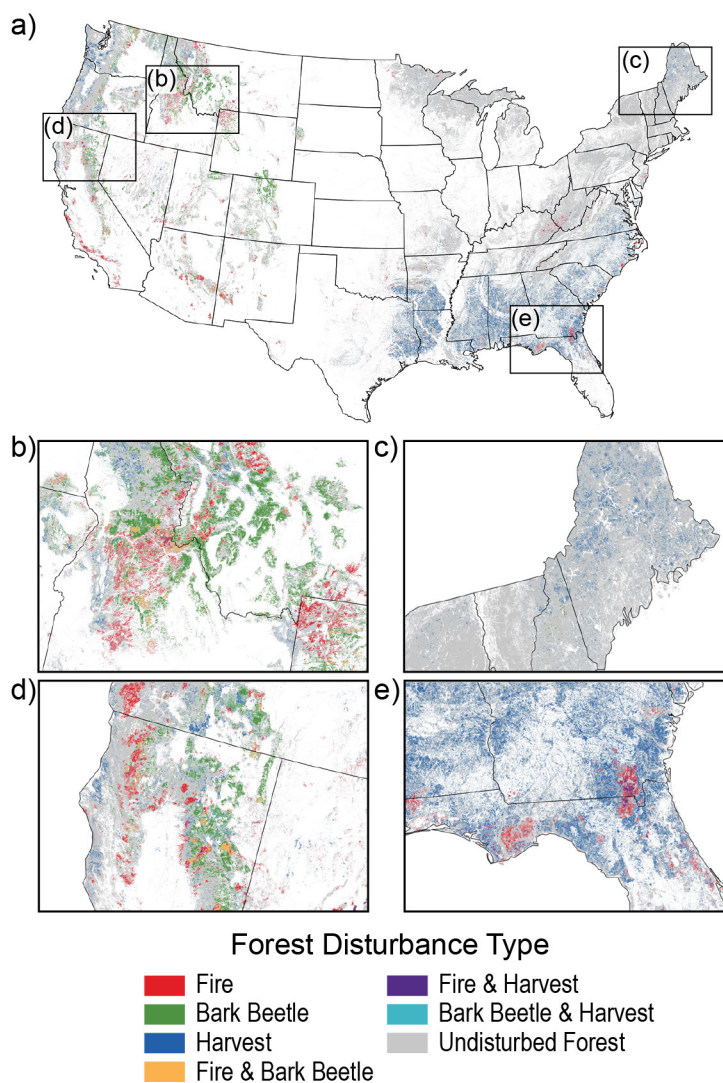 a)
(b)
(c)
(d)
(e)
b)
c)
d)
e)
Forest Disturbance Type
Fire
Fire & Harvest
Bark Beetle
Bark Beetle & Harvest
Harvest
Undisturbed Forest
Fire & Bark Beetle